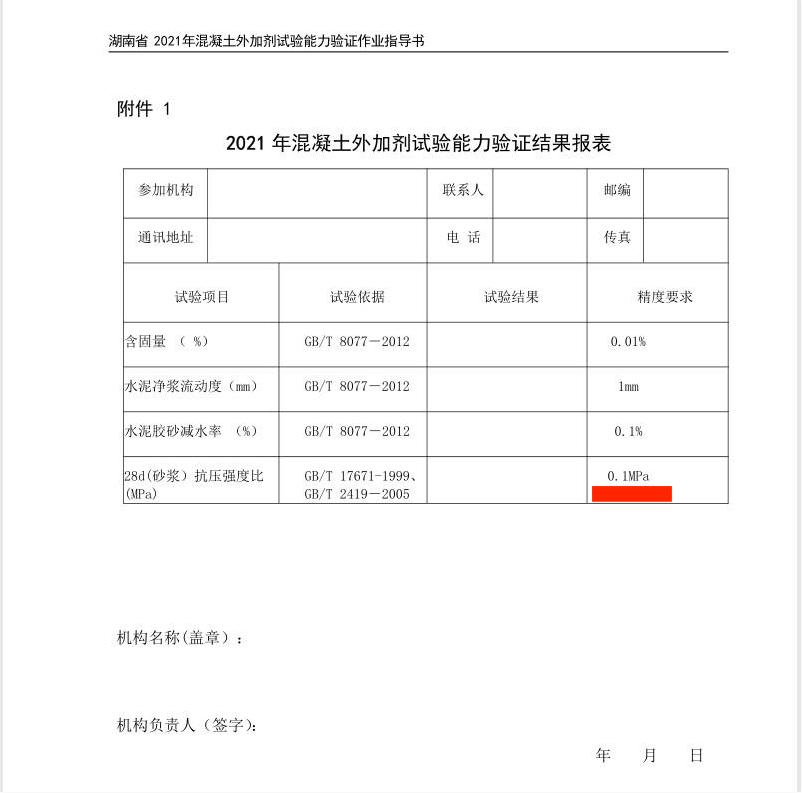 湖南省 2021年混凝土外加剂试验能力验证作业指导书
附件 1
2021 年混凝土外加剂试验能力验证结果报表
参加机构 联系人 邮编
通讯地址 电 话 传真
试验项目 试验依据 试验结果 精度要求
含固量 （ %） GB/T 8077－2012 0.01%
水泥净浆流动度（mm） GB/T 8077－2012 1mm
水泥胶砂减水率 （%） GB/T 8077－2012 0.1%
28d(砂浆）抗压强度比 GB/T 17671-1999、 0.1MPa
(MPa) GB/T 2419－2005
机构名称(盖章）：
机构负责人（签字）：
年 月 日